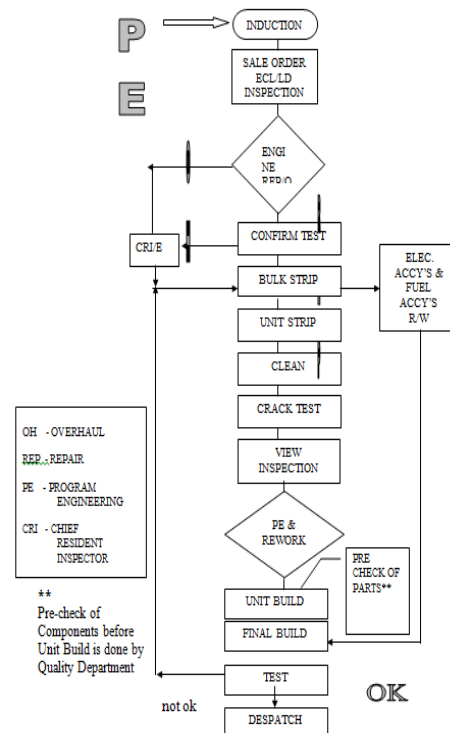 P
E
INDUCTION
SALE ORDER
ECL/LD
INSPECTION
ENGI
NE
REP/O
CRI/E
CONFIRM TEST
BULK STRIP
ELEC.
ACCY'S &
FUEL
ACCY'S
R/W
UNIT STRIP
CLEAN
CRACK TEST
VIEW
INSPECTION
OH - OVERHAUL
REP - REPAIR
PE - PROGRAM
ENGINEERING
CRI - CHIEF
RESIDENT
INSPECTOR
PE &
REWORK
PRE
CHECK OF
PARTS**
UNIT BUILD
FINAL BUILD
**
Pre-check of
Components before
Unit Build is done by
Quality Department
TEST
OK
not ok
DESPATCH